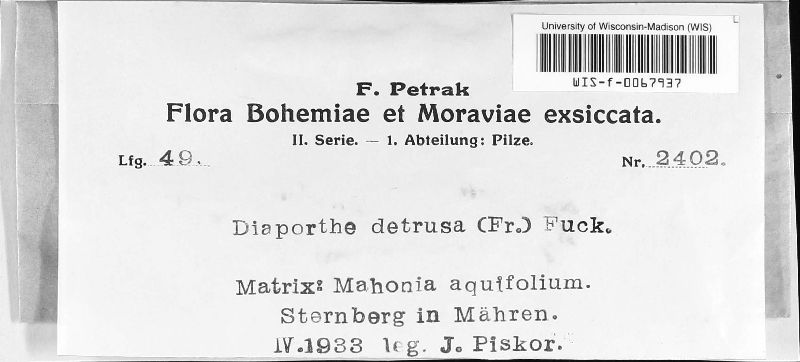 University of Wisconsin-Madison (WIS)
WIS-f-0067937
F. Petrak
Flora Bohemiae et Moraviae exsiccata.
II. Serie. — 1. Abteilung: Pilze.
Lfg. 49. Nr. 2402.
Diaporthe detrusa (Fr.) Fuck.
Matrix: Mahonia aquifolium.
Sternberg in Mähren.
IV.1933 leg. J. Piskor.